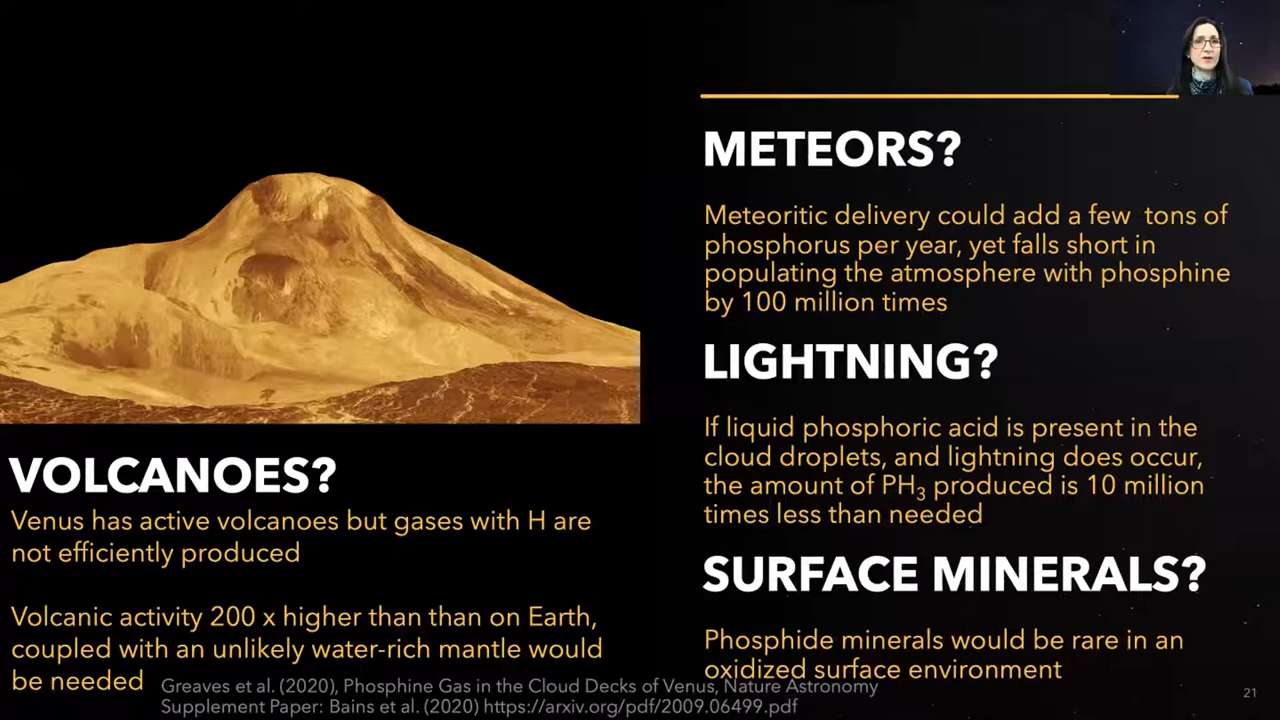 VOLCANOES?
Venus has active volcanoes but gases with H are
not efficiently produced
Volcanic activity 200 x higher than than on Earth,
coupled with an unlikely water-rich mantle would
be needed
METEORS?
Meteoritic delivery could add a few tons of
phosphorus per year, yet falls short in
populating the atmosphere with phosphine
by 100 million times
LIGHTNING?
If liquid phosphoric acid is present in the
cloud droplets, and lightning does occur,
the amount of PH₃ produced is 10 million
times less than needed
SURFACE MINERALS?
Phosphide minerals would be rare in an
oxidized surface environment
Greaves et al. (2020), Phosphine Gas in the Cloud Decks of Venus, Nature Astronomy
Supplement Paper: Bains et al. (2020) https://arxiv.org/pdf/2009.06499.pdf
21